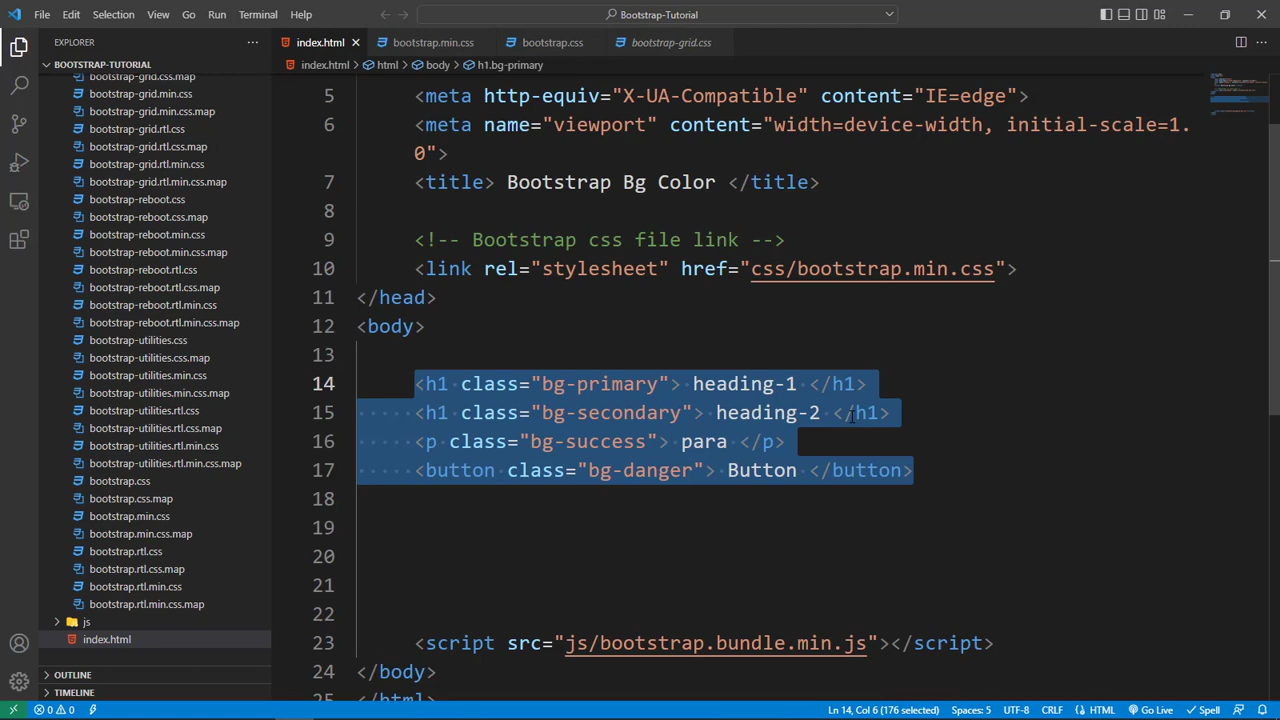 File Edit Selection View Go Run Terminal Help
Bootstrap-Tutorial
EXPLORER
index.html
bootstrap.min.css
bootstrap.css
bootstrap-grid.css
BOOTSTRAP-TUTORIAL
index.html > html > body > h1.bg-primary
bootstrap-grid.css.map
bootstrap-grid.min.css
bootstrap-grid.min.css.map
bootstrap-grid.rtl.css
bootstrap-grid.rtl.css.map
bootstrap-grid.rtl.min.css
bootstrap-grid.rtl.min.css.map
bootstrap-reboot.css
bootstrap-reboot.css.map
bootstrap-reboot.min.css
bootstrap-reboot.min.css.map
bootstrap-reboot.rtl.css
bootstrap-reboot.rtl.css.map
bootstrap-reboot.rtl.min.css
bootstrap-reboot.rtl.min.css.map
bootstrap-utilities.css
bootstrap-utilities.css.map
bootstrap-utilities.min.css
bootstrap-utilities.min.css.map
bootstrap-utilities.rtl.css
bootstrap-utilities.rtl.css.map
bootstrap-utilities.rtl.min.css
bootstrap-utilities.rtl.min.css.map
bootstrap.css
bootstrap.css.map
bootstrap.min.css
bootstrap.min.css.map
bootstrap.rtl.css
bootstrap.rtl.css.map
bootstrap.rtl.min.css
bootstrap.rtl.min.css.map
js
index.html
OUTLINE
TIMELINE
5 <meta http-equiv="X-UA-Compatible" content="IE=edge">
6 <meta name="viewport" content="width=device-width, initial-scale=1.
0">
7 <title> Bootstrap Bg Color </title>
8
9 <!-- Bootstrap css file link -->
10 <link rel="stylesheet" href="css/bootstrap.min.css">
11 </head>
12 <body>
13
14 <h1 class="bg-primary"> heading-1 </h1>
15 <h1 class="bg-secondary"> heading-2 </h1>
16 <p class="bg-success"> para </p>
17 <button class="bg-danger"> Button </button>
18
19
20
21
22
23 <script src="js/bootstrap.bundle.min.js"></script>
24 </body>
25 </html>
0 0 Ln 14, Col 6 (176 selected) Spaces: 5 UTF-8 CRLF HTML Go Live Spell